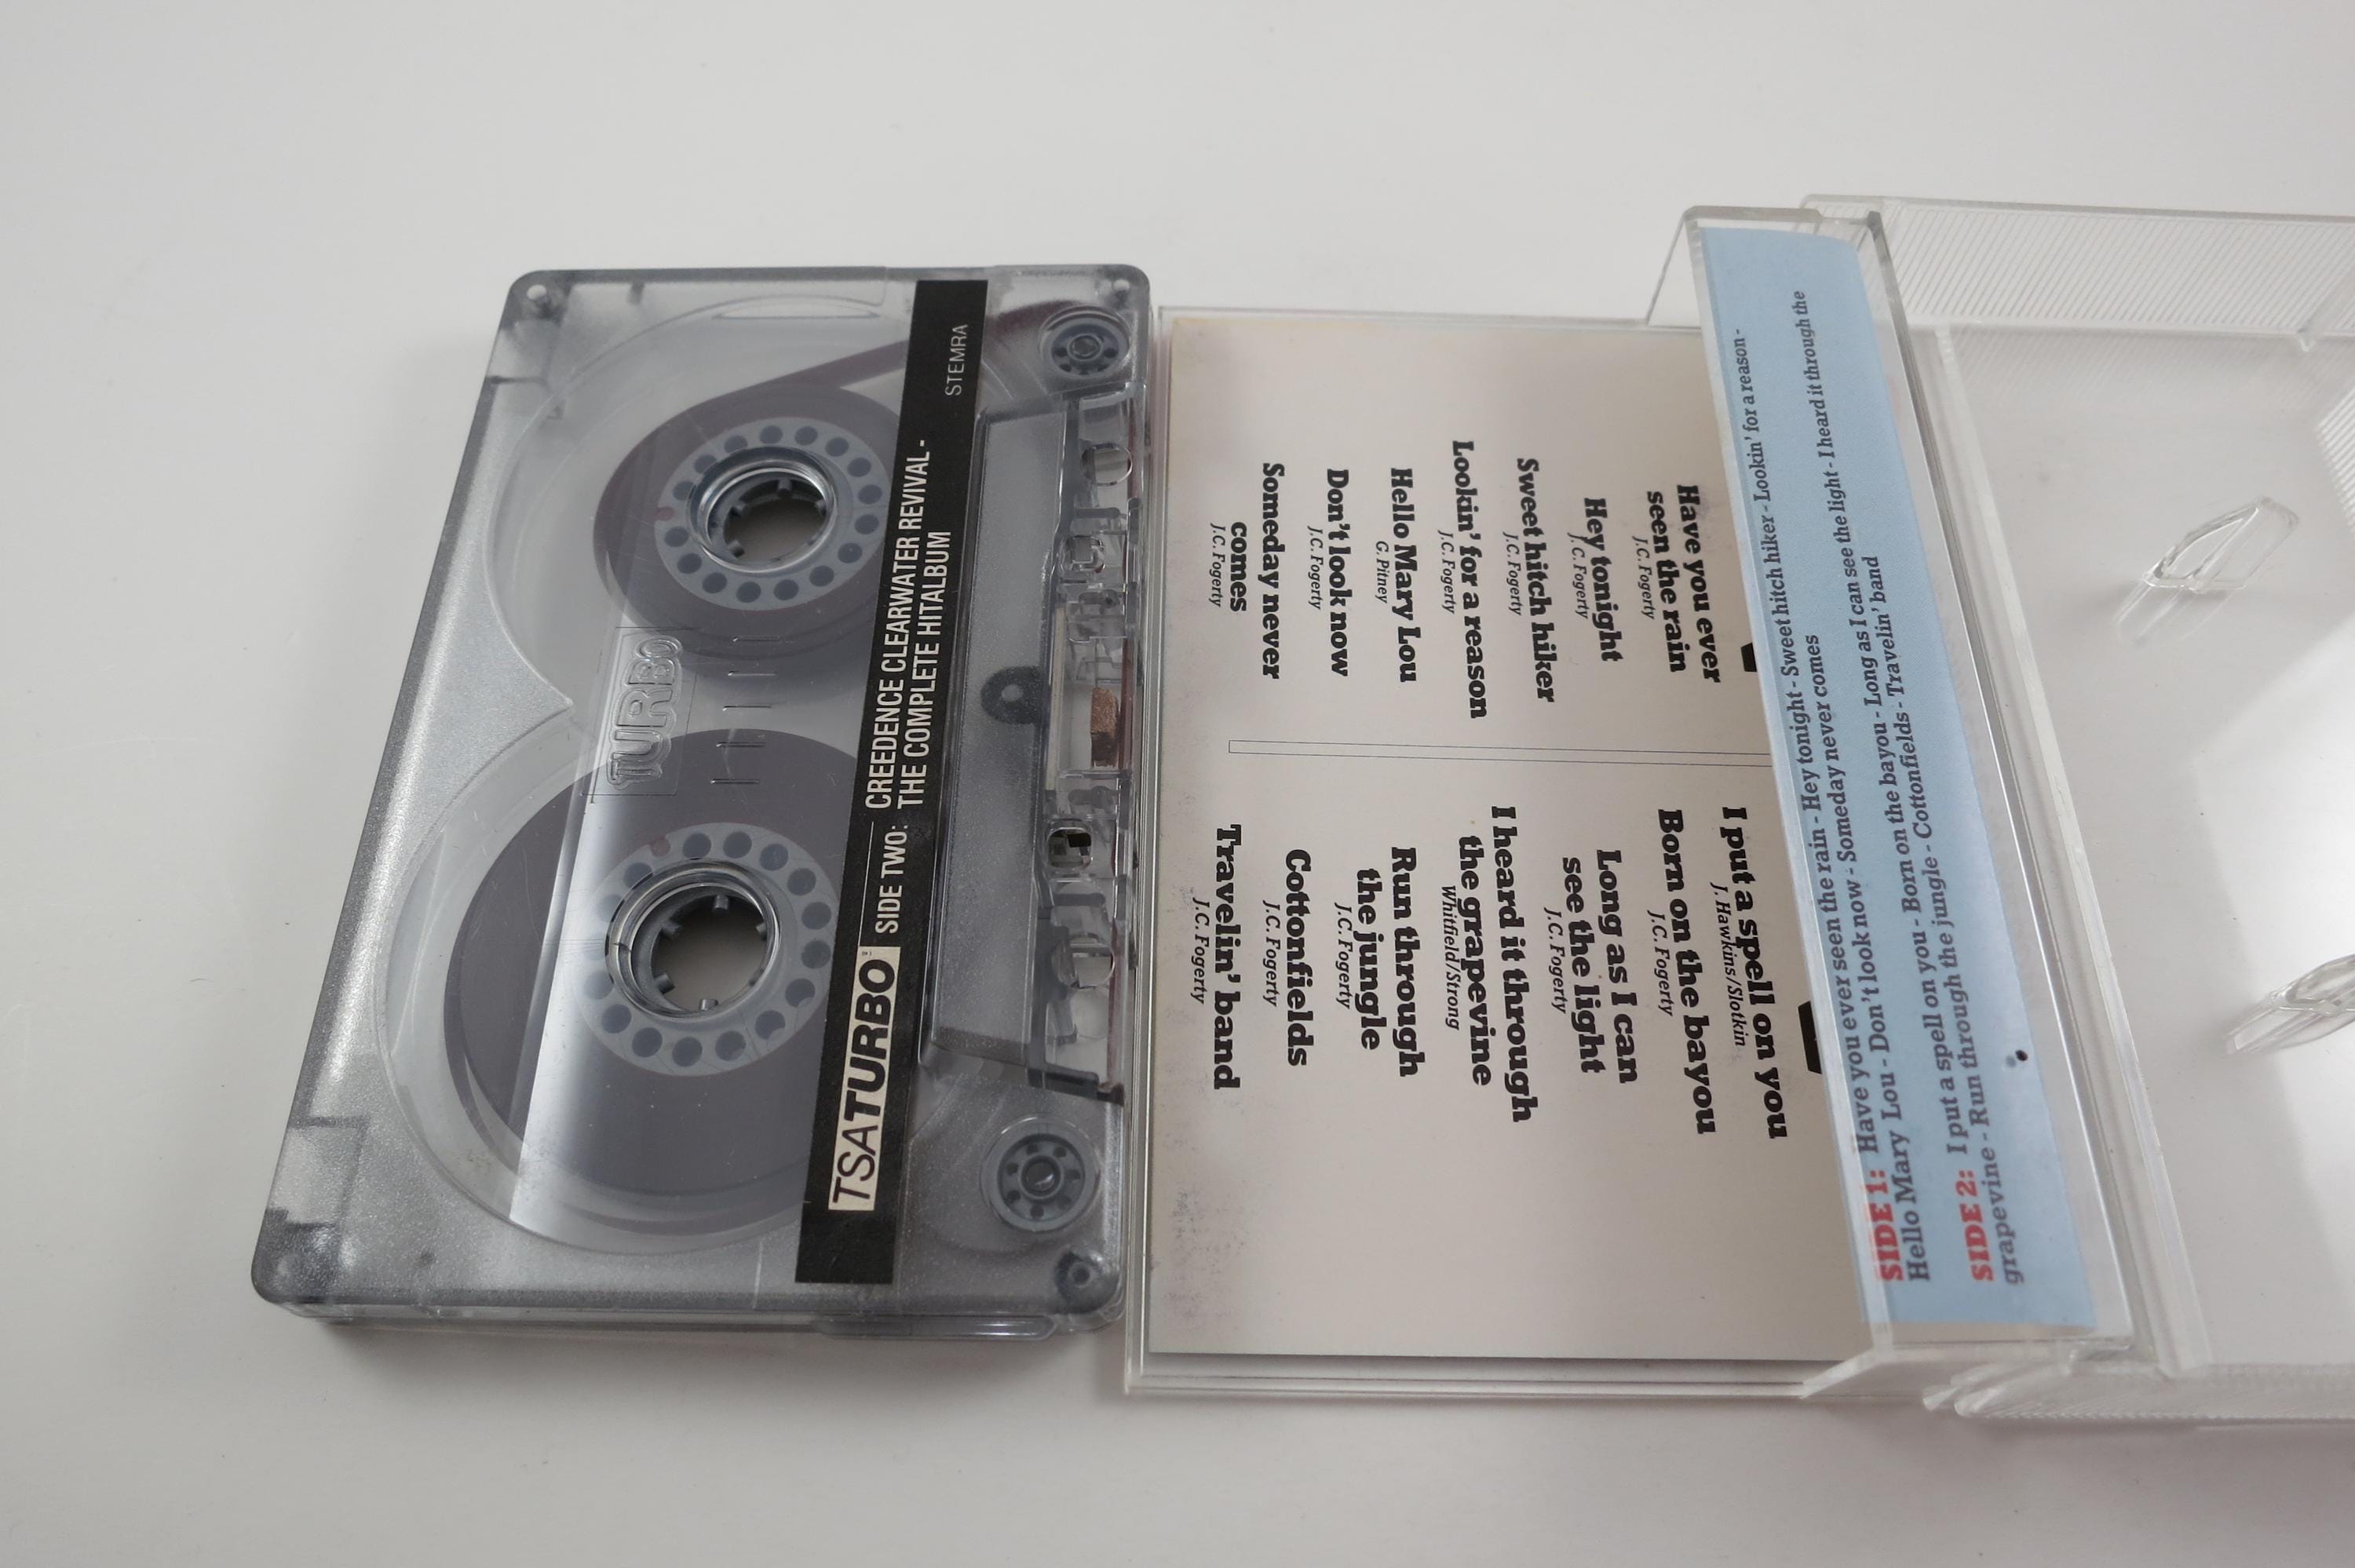 TURBO
STEMRA
TSATURBO
SIDE TWO:
CREEDENCE CLEARWATER REVIVAL -
THE COMPLETE HITALBUM
Have you ever
seen the rain
J.C. Fogerty
Hey tonight
J.C. Fogerty
Sweet hitch hiker
J.C. Fogerty
Lookin' for a reason
J.C. Fogerty
Hello Mary Lou
G. Pitney
Don't look now
J.C. Fogerty
Someday never
comes
J.C. Fogerty
I put a spell on you
J. Hawkins/Slotkin
Born on the bayou
J.C. Fogerty
Long as I can
see the light
J.C. Fogerty
I heard it through
the grapevine
Whitfield/Strong
Run through
the jungle
J.C. Fogerty
Cottonfields
J.C. Fogerty
Travelin' band
J.C. Fogerty
SIDE 1: Have you ever seen the rain - Hey tonight - Sweet hitch hiker - Lookin' for a reason -
Hello Mary Lou - Don't look now - Someday never comes
SIDE 2: I put a spell on you - Born on the bayou - Long as I can see the light - I heard it through the
grapevine - Run through the jungle - Cottonfields - Travelin' band